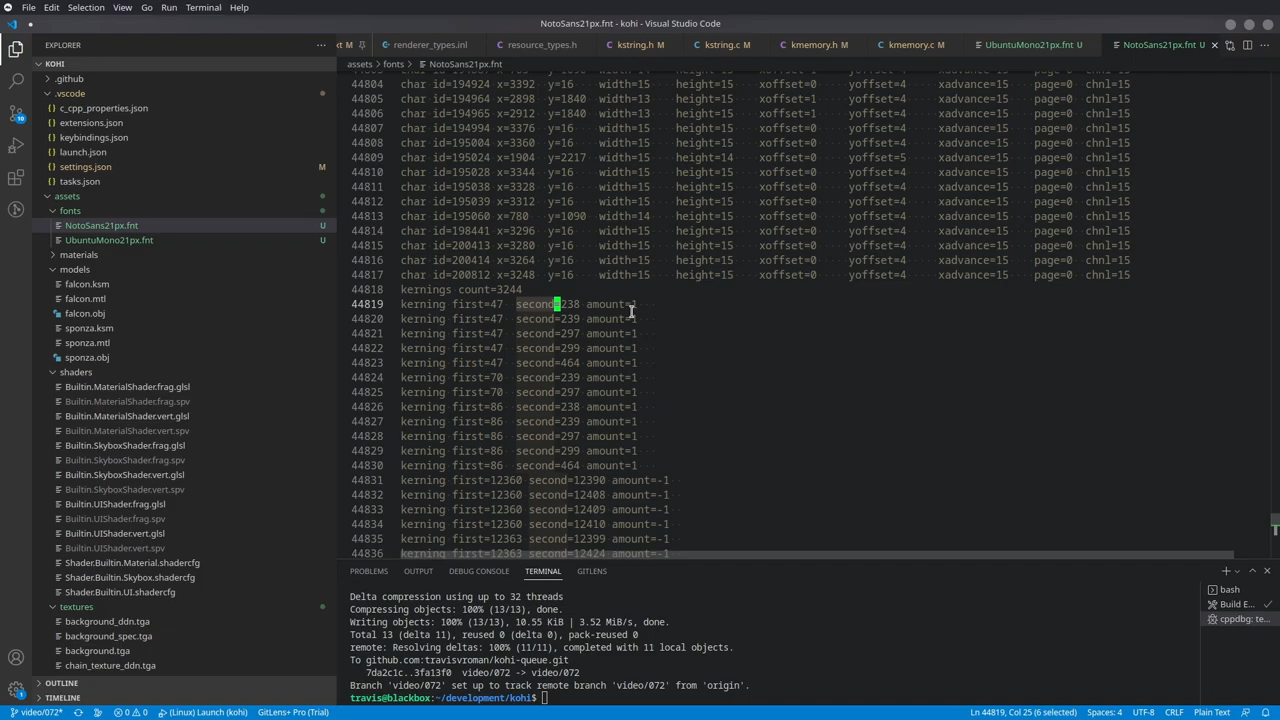 File Edit Selection View Go Run Terminal Help
NotoSans21px.fnt - kohi - Visual Studio Code
EXPLORER
renderer_types.inl
resource_types.h
kstring.h
kstring.c
kmemory.h
kmemory.c
UbuntuMono21px.fnt U
NotoSans21px.fnt U
assets > fonts > NotoSans21px.fnt
KOHI
.github
.vscode
c_cpp_properties.json
extensions.json
keybindings.json
launch.json
settings.json M
tasks.json
assets
fonts
NotoSans21px.fnt U
UbuntuMono21px.fnt U
materials
models
falcon.ksm
falcon.mtl
falcon.obj
sponza.ksm
sponza.mtl
sponza.obj
shaders
Builtin.MaterialShader.frag.glsl
Builtin.MaterialShader.frag.spv
Builtin.MaterialShader.vert.glsl
Builtin.MaterialShader.vert.spv
Builtin.SkyboxShader.frag.glsl
Builtin.SkyboxShader.frag.spv
Builtin.SkyboxShader.vert.glsl
Builtin.SkyboxShader.vert.spv
Builtin.UIShader.frag.glsl
Builtin.UIShader.frag.spv
Builtin.UIShader.vert.glsl
Builtin.UIShader.vert.spv
Shader.Builtin.Material.shadercfg
Shader.Builtin.Skybox.shadercfg
Shader.Builtin.UI.shadercfg
textures
background_ddn.tga
background_spec.tga
background.tga
chain_texture_ddn.tga
OUTLINE
TIMELINE
44804 char id=194924 x=3392 y=16 width=15 height=15 xoffset=0 yoffset=4 xadvance=15 page=0 chnl=15
44805 char id=194964 x=2898 y=1840 width=13 height=15 xoffset=1 yoffset=4 xadvance=15 page=0 chnl=15
44806 char id=194965 x=2912 y=1840 width=13 height=15 xoffset=1 yoffset=4 xadvance=15 page=0 chnl=15
44807 char id=194994 x=3376 y=16 width=15 height=15 xoffset=0 yoffset=4 xadvance=15 page=0 chnl=15
44808 char id=195024 x=3360 y=16 width=15 height=15 xoffset=0 yoffset=4 xadvance=15 page=0 chnl=15
44809 char id=195024 x=1904 y=2217 width=15 height=14 xoffset=0 yoffset=5 xadvance=15 page=0 chnl=15
44810 char id=195028 x=3344 y=16 width=15 height=15 xoffset=0 yoffset=4 xadvance=15 page=0 chnl=15
44811 char id=195038 x=3328 y=16 width=15 height=15 xoffset=0 yoffset=4 xadvance=15 page=0 chnl=15
44812 char id=195039 x=3312 y=16 width=15 height=15 xoffset=0 yoffset=4 xadvance=15 page=0 chnl=15
44813 char id=195060 x=780 y=1090 width=14 height=15 xoffset=0 yoffset=4 xadvance=15 page=0 chnl=15
44814 char id=198441 x=3296 y=16 width=15 height=15 xoffset=0 yoffset=4 xadvance=15 page=0 chnl=15
44815 char id=200413 x=3280 y=16 width=15 height=15 xoffset=0 yoffset=4 xadvance=15 page=0 chnl=15
44816 char id=200414 x=3264 y=16 width=15 height=15 xoffset=0 yoffset=4 xadvance=15 page=0 chnl=15
44817 char id=200812 x=3248 y=16 width=15 height=15 xoffset=0 yoffset=4 xadvance=15 page=0 chnl=15
44818 kernings count=3244
44819 kerning first=47 second=238 amount=1
44820 kerning first=47 second=239 amount=1
44821 kerning first=47 second=297 amount=1
44822 kerning first=47 second=299 amount=1
44823 kerning first=47 second=464 amount=1
44824 kerning first=70 second=239 amount=1
44825 kerning first=70 second=297 amount=1
44826 kerning first=86 second=238 amount=1
44827 kerning first=86 second=239 amount=1
44828 kerning first=86 second=297 amount=1
44829 kerning first=86 second=299 amount=1
44830 kerning first=86 second=464 amount=1
44831 kerning first=12360 second=12390 amount=-1
44832 kerning first=12360 second=12408 amount=-1
44833 kerning first=12360 second=12409 amount=-1
44834 kerning first=12360 second=12410 amount=-1
44835 kerning first=12363 second=12399 amount=-1
44836 kerning first=12363 second=12424 amount=-1
PROBLEMS OUTPUT DEBUG CONSOLE TERMINAL GITLENS
Delta compression using up to 32 threads
Compressing objects: 100% (13/13), done.
Writing objects: 100% (13/13), 10.55 KiB | 3.52 MiB/s, done.
Total 13 (delta 11), reused 0 (delta 0), pack-reused 0
remote: Resolving deltas: 100% (11/11), completed with 11 local objects.
To github.com:travisvroman/kohi-queue.git
7da2c1c..3fa13f0 video/072 -> video/072
Branch 'video/072' set up to track remote branch 'video/072' from 'origin'.
travis@blackbox:~/development/kohi$
bash
Build E...
cppdbg: te...
video/072* 0 0 (Linux) Launch (kohi) GitLens+ Pro (Trial) Ln 44819, Col 25 (6 selected) Spaces: 4 UTF-8 CRLF Plain Text